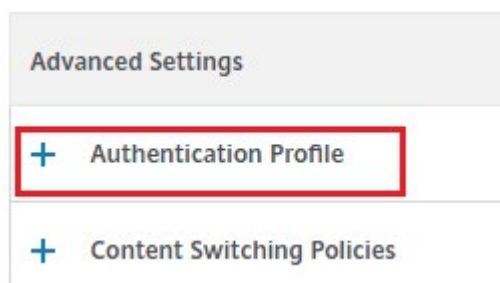 Advanced Settings
+ Authentication Profile
+ Content Switching Policies